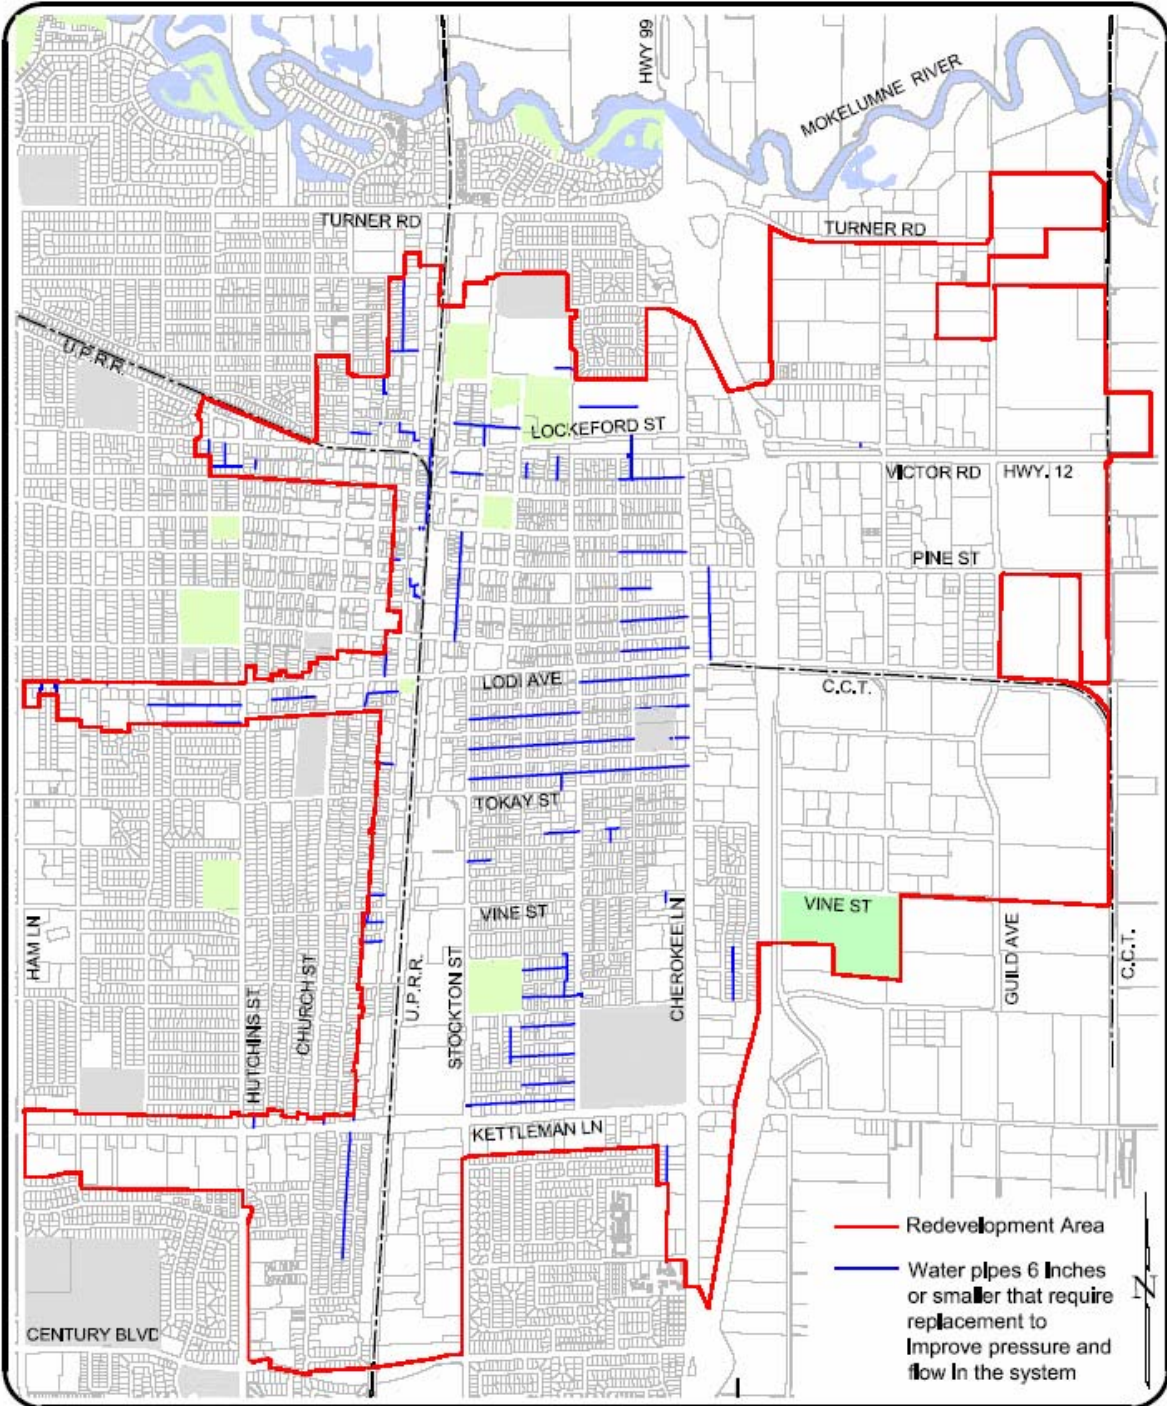 HWY 99
MOKELUMNE RIVER
TURNER RD
TURNER RD
U.P.R.R.
LOCKEFORD ST
VICTOR RD
HWY. 12
PINE ST
LODI AVE
C.C.T.
TOKAY ST
VINE ST
VINE ST
HAM LN
HUTCHINS ST
CHURCH ST
U.P.R.R.
STOCKTON ST
CHEROKEE LN
GUILD AVE
C.C.T.
KETTLEMAN LN
CENTURY BLVD
Redevelopment Area
Water pipes 6 Inches
or smaller that require
replacement to
Improve pressure and
flow In the system
N